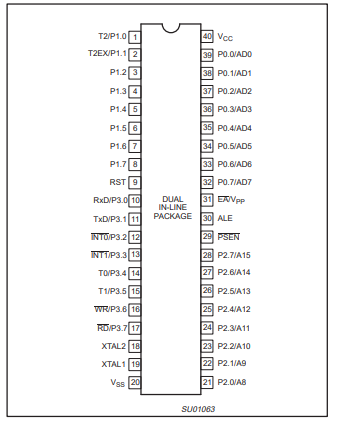 T2/P1.0 1 40 VCC
T2EX/P1.1 2 39 P0.0/AD0
P1.2 3 38 P0.1/AD1
P1.3 4 37 P0.2/AD2
P1.4 5 36 P0.3/AD3
P1.5 6 35 P0.4/AD4
P1.6 7 34 P0.5/AD5
P1.7 8 33 P0.6/AD6
RST 9 32 P0.7/AD7
RxD/P3.0 10 31 E̅A̅/VPP
TxD/P3.1 11 30 ALE
I̅N̅T̅0̅/P3.2 12 29 P̅S̅E̅N̅
I̅N̅T̅1̅/P3.3 13 28 P2.7/A15
T0/P3.4 14 27 P2.6/A14
T1/P3.5 15 26 P2.5/A13
W̅R̅/P3.6 16 25 P2.4/A12
R̅D̅/P3.7 17 24 P2.3/A11
XTAL2 18 23 P2.2/A10
XTAL1 19 22 P2.1/A9
VSS 20 21 P2.0/A8
DUAL
IN-LINE
PACKAGE
SU01063